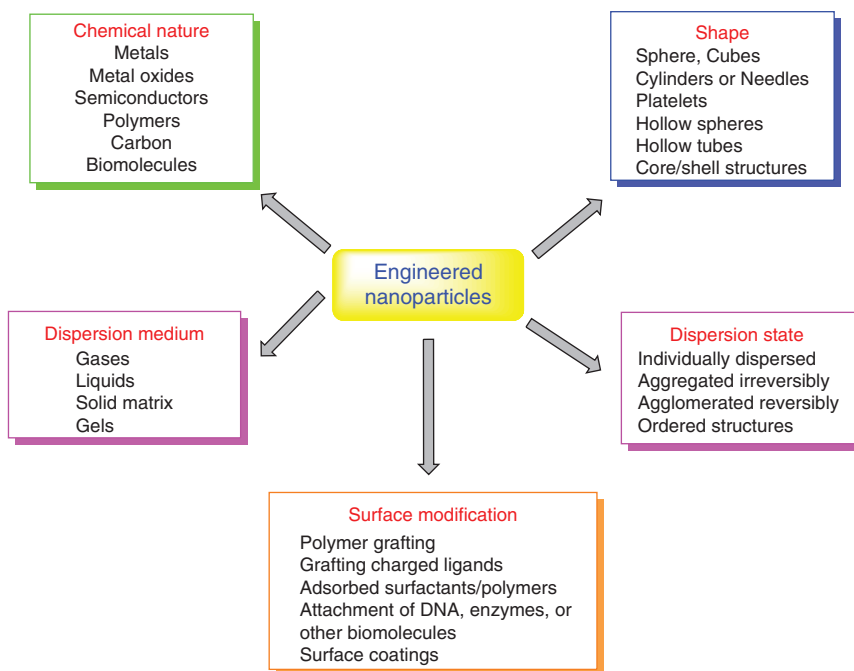 Chemical nature
Metals
Metal oxides
Semiconductors
Polymers
Carbon
Biomolecules
Shape
Sphere, Cubes
Cylinders or Needles
Platelets
Hollow spheres
Hollow tubes
Core/shell structures
Engineered
nanoparticles
Dispersion medium
Gases
Liquids
Solid matrix
Gels
Dispersion state
Individually dispersed
Aggregated irreversibly
Agglomerated reversibly
Ordered structures
Surface modification
Polymer grafting
Grafting charged ligands
Adsorbed surfactants/polymers
Attachment of DNA, enzymes, or
other biomolecules
Surface coatings